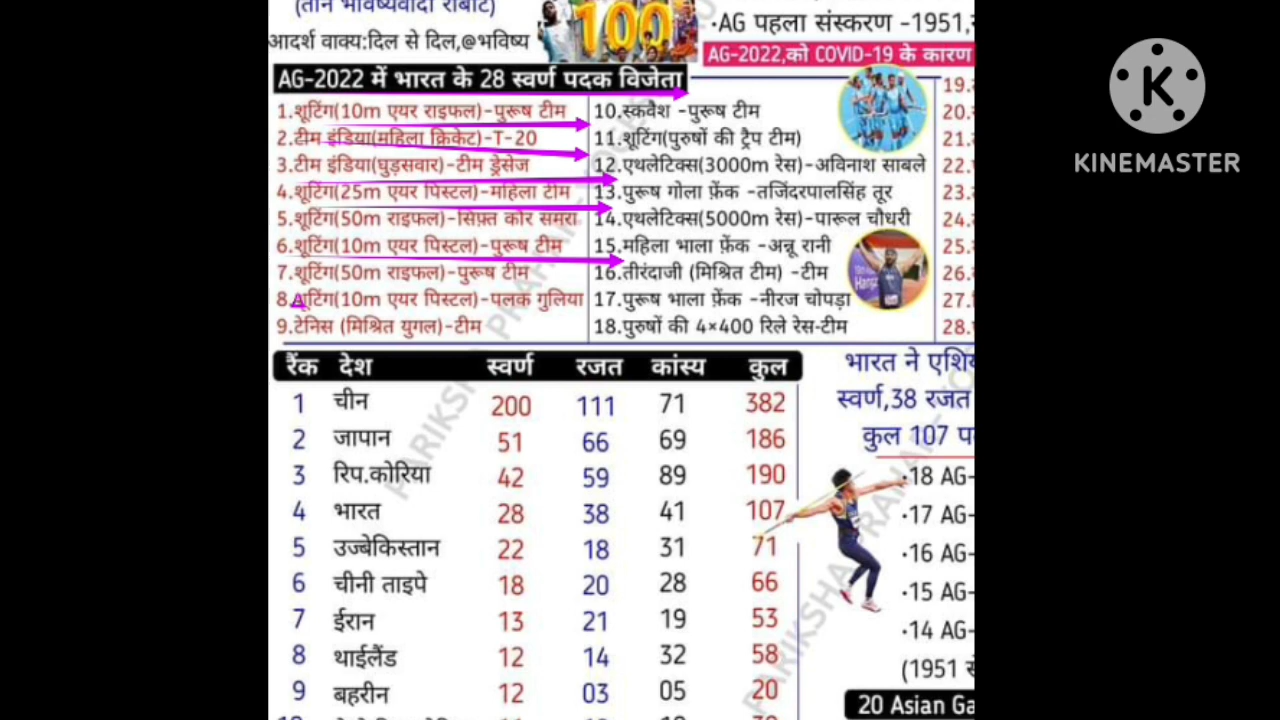 (तीन भविष्यवादी रोबोट)
आदर्श वाक्य:दिल से दिल,@भविष्य
100
·AG पहला संस्करण -1951,
AG-2022,को COVID-19 के कारण
KINEMASTER
AG-2022 में भारत के 28 स्वर्ण पदक विजेता
1.शूटिंग(10m एयर राइफल)-पुरूष टीम
2.टीम इंडिया(महिला क्रिकेट)-T-20
3.टीम इंडिया(घुड़सवार)-टीम ड्रेसेज
4.शूटिंग(25m एयर पिस्टल)-महिला टीम
5.शूटिंग(50m राइफल)-सिफ़्त कौर समरा
6.शूटिंग(10m एयर पिस्टल)-पुरूष टीम
7.शूटिंग(50m राइफल)-पुरूष टीम
8.शूटिंग(10m एयर पिस्टल)-पलक गुलिया
9.टेनिस (मिश्रित युगल)-टीम
10.स्कवैश -पुरूष टीम
11.शूटिंग(पुरुषों की ट्रैप टीम)
12.एथलेटिक्स(3000m रेस)-अविनाश साबले
13.पुरूष गोला फ़ेंक -तजिंदरपालसिंह तूर
14.एथलेटिक्स(5000m रेस)-पारूल चौधरी
15.महिला भाला फ़ेंक -अन्नू रानी
16.तीरंदाजी (मिश्रित टीम) -टीम
17.पुरूष भाला फ़ेंक -नीरज चोपड़ा
18.पुरुषों की 4×400 रिले रेस-टीम
19.
20.
21.
22.
23.
24.
25.
26.
27.
28.
रैंक देश स्वर्ण रजत कांस्य कुल
1 चीन 200 111 71 382
2 जापान 51 66 69 186
3 रिप.कोरिया 42 59 89 190
4 भारत 28 38 41 107
5 उज्बेकिस्तान 22 18 31 71
6 चीनी ताइपे 18 20 28 66
7 ईरान 13 21 19 53
8 थाईलैंड 12 14 32 58
9 बहरीन 12 03 05 20
भारत ने एशि
स्वर्ण,38 रजत
कुल 107 प
·18 AG-
·17 AG-
·16 AG-
·15 AG-
·14 AG-
(1951 से
20 Asian Ga